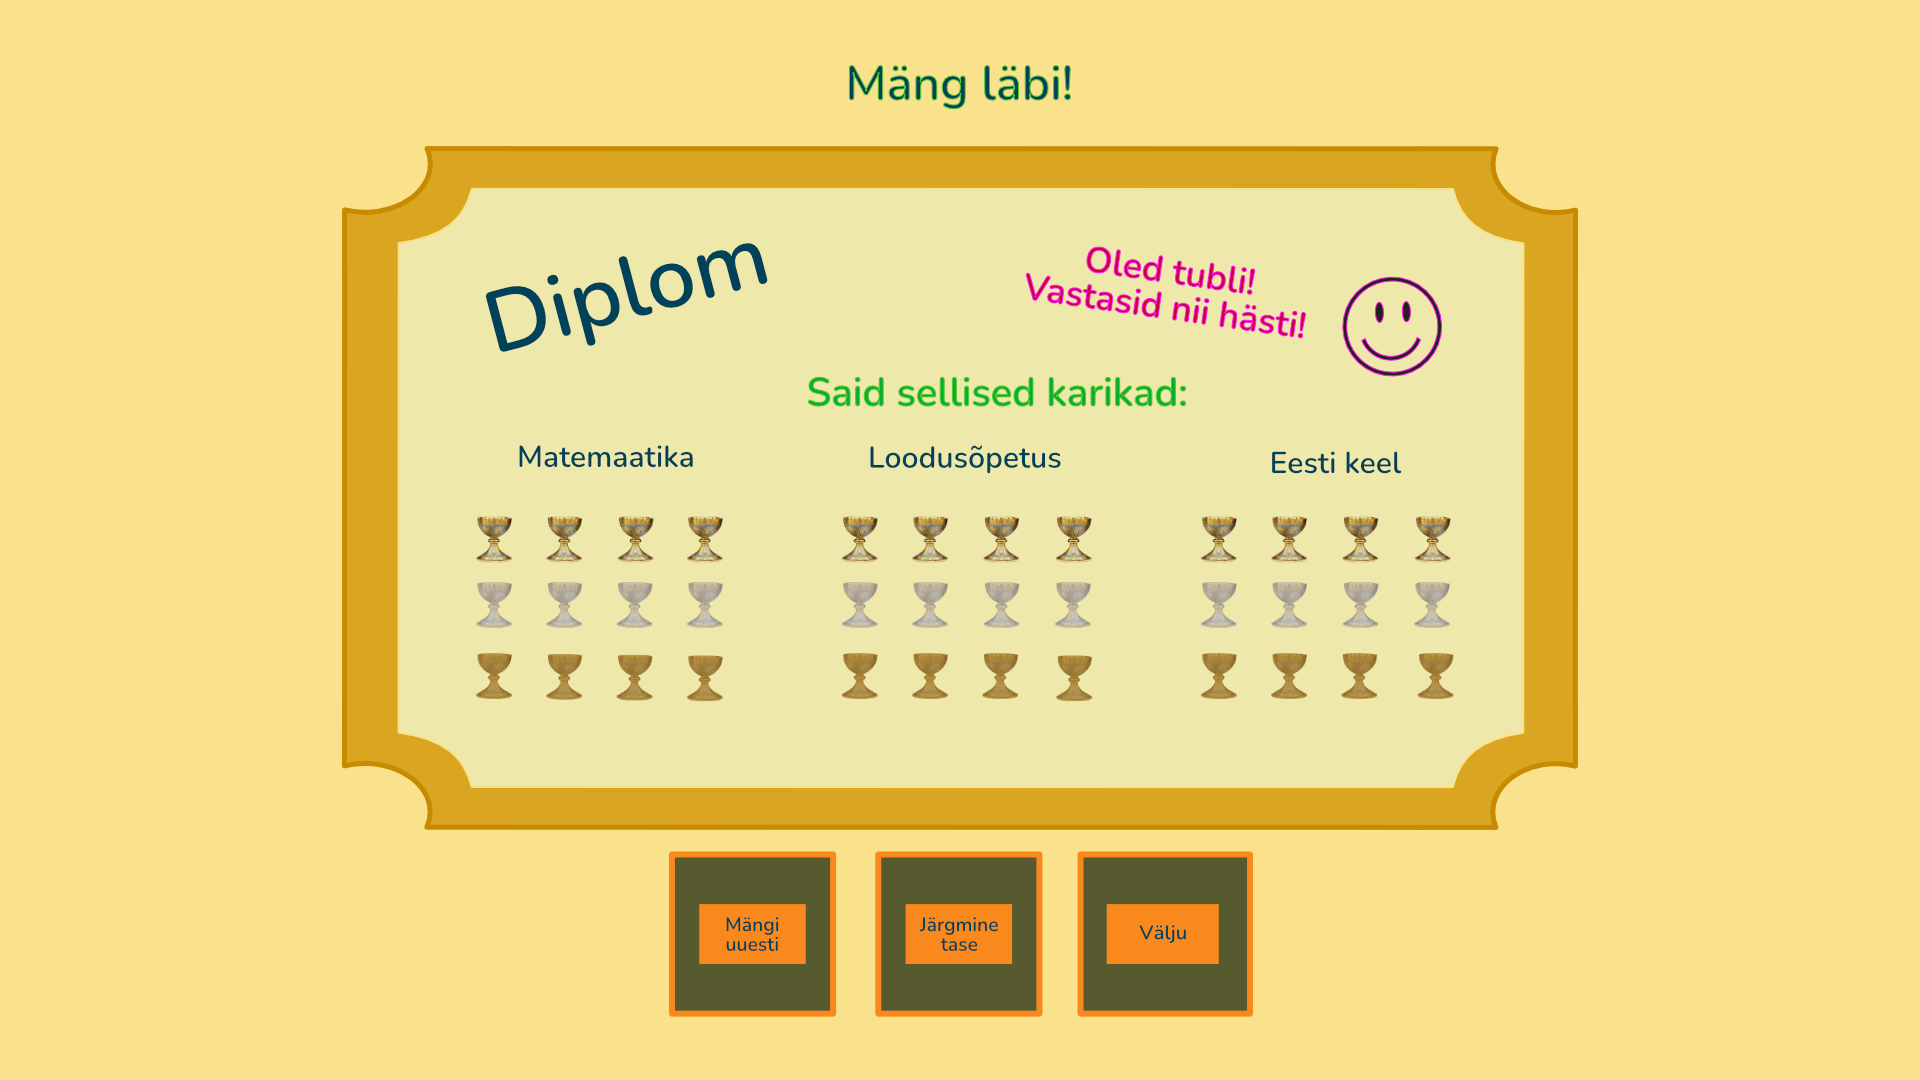 Mäng läbi!
Diplom
Oled tubli!
Vastasid nii hästi!
Said sellised karikad:
Matemaatika
Loodusõpetus
Eesti keel
Mängi
uuesti
Järgmine
tase
Välju